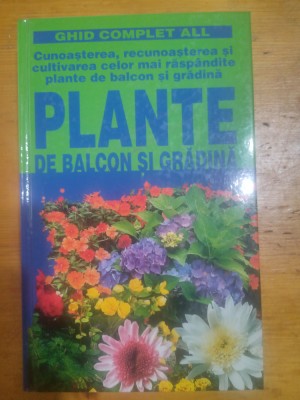 GHID COMPLET ALL
Cunoașterea, recunoașterea și
cultivarea celor mai răspândite
plante de balcon și grădină
PLANTE
DE BALCON ȘI GRĂDINĂ